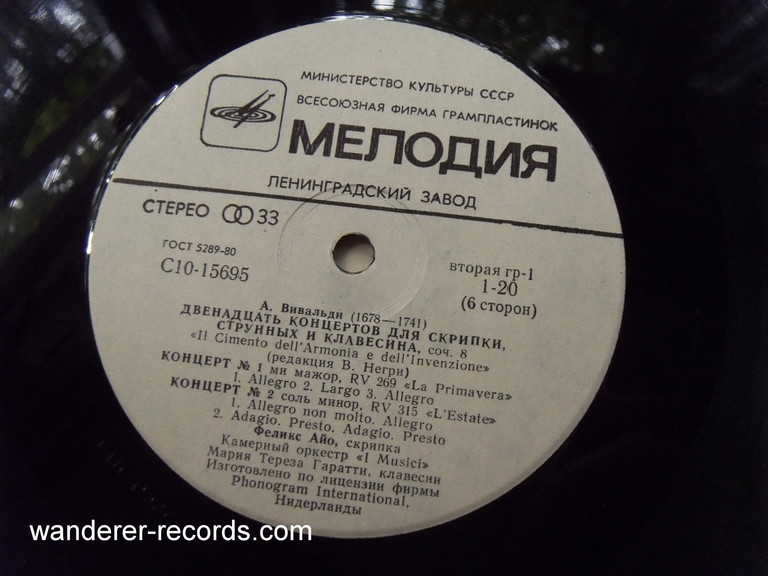 МИНИСТЕРСТВО КУЛЬТУРЫ СССР
ВСЕСОЮЗНАЯ ФИРМА ГРАМПЛАСТИНОК
МЕЛОДИЯ
ЛЕНИНГРАДСКИЙ ЗАВОД
СТЕРЕО 33
ГОСТ 5289-80
С10-15695
вторая гр-1
1-20
(6 сторон)
А. Вивальди (1678—1741)
ДВЕНАДЦАТЬ КОНЦЕРТОВ ДЛЯ СКРИПКИ,
СТРУННЫХ И КЛАВЕСИНА, соч. 8
«Il Cimento dell'Armonia e dell'Invenzione»
(редакция В. Негри)
КОНЦЕРТ № 1 ми мажор, RV 269 «La Primavera»
1. Allegro 2. Largo 3. Allegro
КОНЦЕРТ № 2 соль минор, RV 315 «L'Estate»
1. Allegro non molto. Allegro
2. Adagio. Presto. Adagio. Presto
Феликс Айо, скрипка
Камерный оркестр «I Musici»
Мария Тереза Гаратти, клавесин
Изготовлено по лицензии фирмы
Phonogram International,
Нидерланды
wanderer-records.com